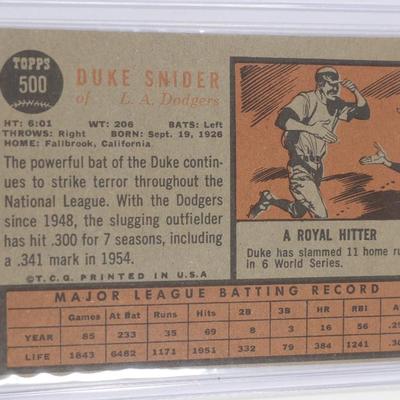 TOPPS
500
DUKE SNIDER
of L. A. Dodgers
HT: 6:01 WT: 206 BATS: Left
THROWS: Right BORN: Sept. 19, 1926
HOME: Fallbrook, California
The powerful bat of the Duke contin-
ues to strike terror throughout the
National League. With the Dodgers
since 1948, the slugging outfielder
has hit .300 for 7 seasons, including
a .341 mark in 1954.
©T.C.G. PRINTED IN U.S.A
A ROYAL HITTER
Duke has slammed 11 home ru
in 6 World Series.
MAJOR LEAGUE BATTING RECORD
Games At Bat Runs Hits 2B 3B HR RBI A
YEAR 85 233 35 69 8 3 16 56 .29
LIFE 1843 6482 1171 1951 332 79 384 1241 .30